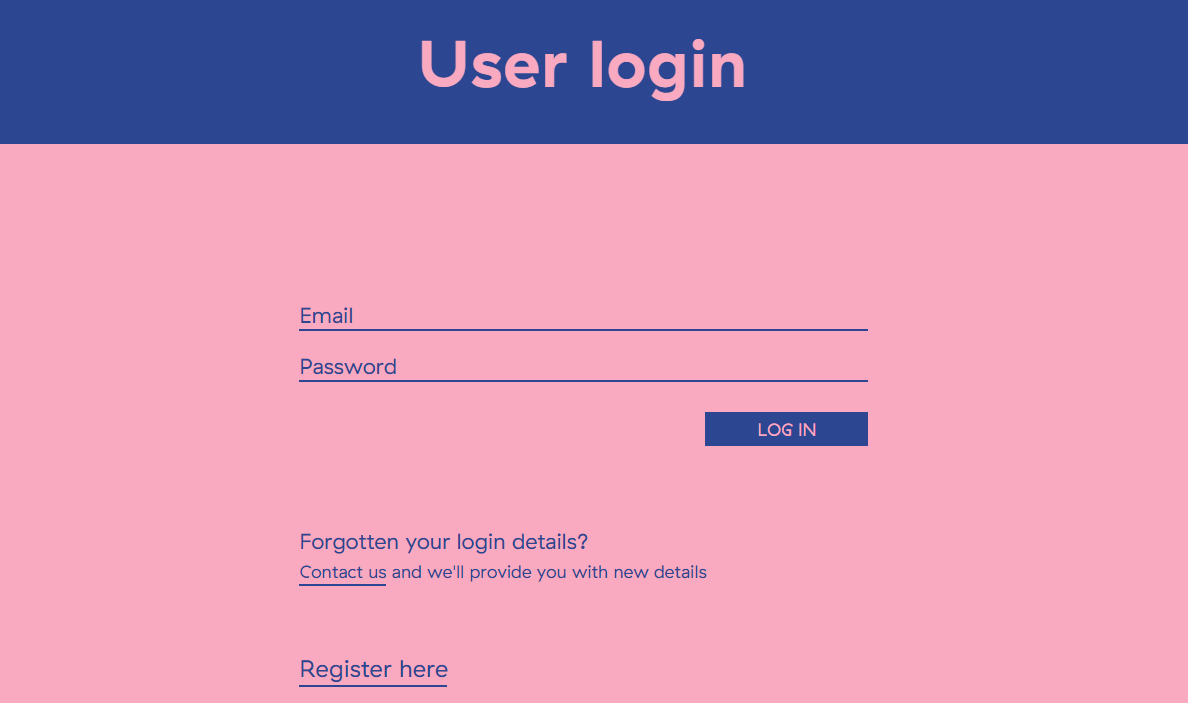 User login
Email
Password
LOG IN
Forgotten your login details?
Contact us and we'll provide you with new details
Register here